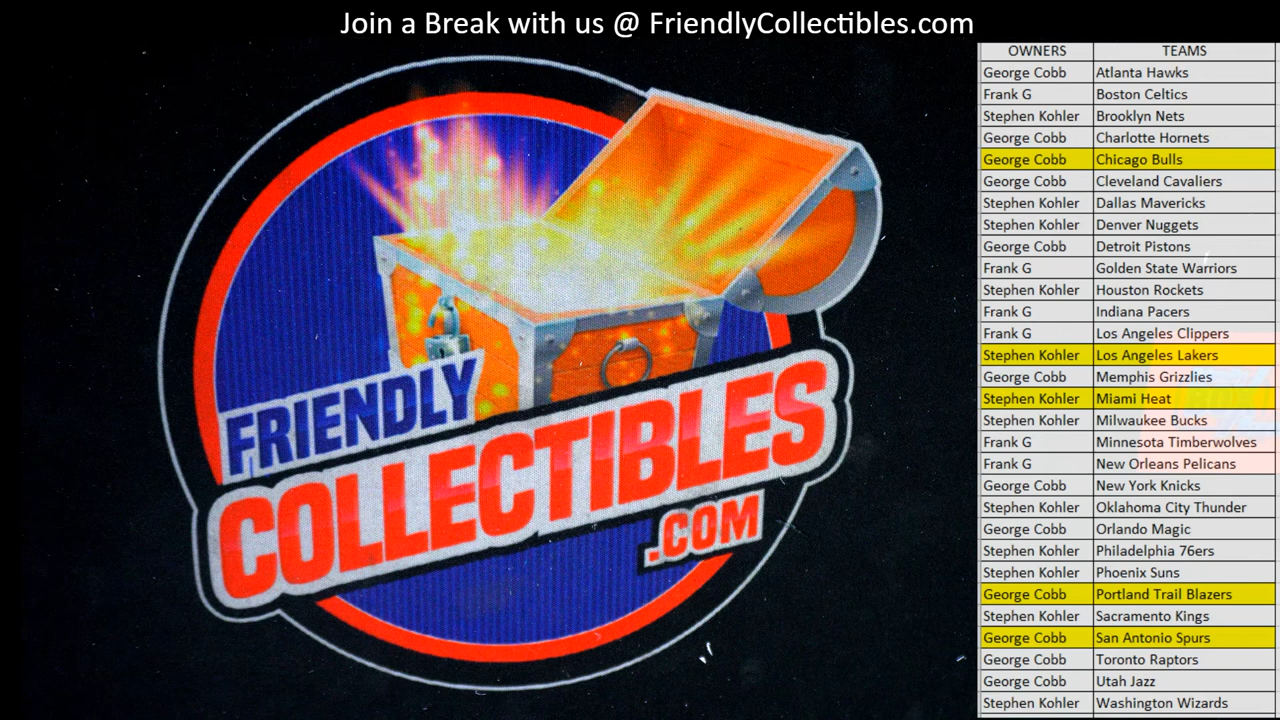 Join a Break with us @ FriendlyCollectibles.com
FRIENDLY
COLLECTIBLES
.COM
OWNERS TEAMS
George Cobb Atlanta Hawks
Frank G Boston Celtics
Stephen Kohler Brooklyn Nets
George Cobb Charlotte Hornets
George Cobb Chicago Bulls
George Cobb Cleveland Cavaliers
Stephen Kohler Dallas Mavericks
Stephen Kohler Denver Nuggets
George Cobb Detroit Pistons
Frank G Golden State Warriors
Stephen Kohler Houston Rockets
Frank G Indiana Pacers
Frank G Los Angeles Clippers
Stephen Kohler Los Angeles Lakers
George Cobb Memphis Grizzlies
Stephen Kohler Miami Heat
Stephen Kohler Milwaukee Bucks
Frank G Minnesota Timberwolves
Frank G New Orleans Pelicans
George Cobb New York Knicks
Stephen Kohler Oklahoma City Thunder
George Cobb Orlando Magic
Stephen Kohler Philadelphia 76ers
Stephen Kohler Phoenix Suns
George Cobb Portland Trail Blazers
Stephen Kohler Sacramento Kings
George Cobb San Antonio Spurs
George Cobb Toronto Raptors
George Cobb Utah Jazz
Stephen Kohler Washington Wizards